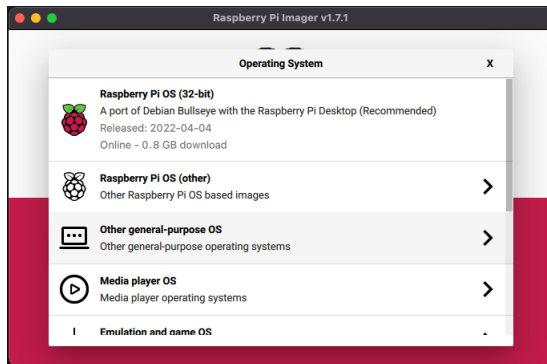 Raspberry Pi Imager v1.7.1
Operating System
X
Raspberry Pi OS (32-bit)
A port of Debian Bullseye with the Raspberry Pi Desktop (Recommended)
Released: 2022-04-04
Online - 0.8 GB download
Raspberry Pi OS (other)
Other Raspberry Pi OS based images
Other general-purpose OS
Other general-purpose operating systems
Media player OS
Media player operating systems
Emulation and game OS